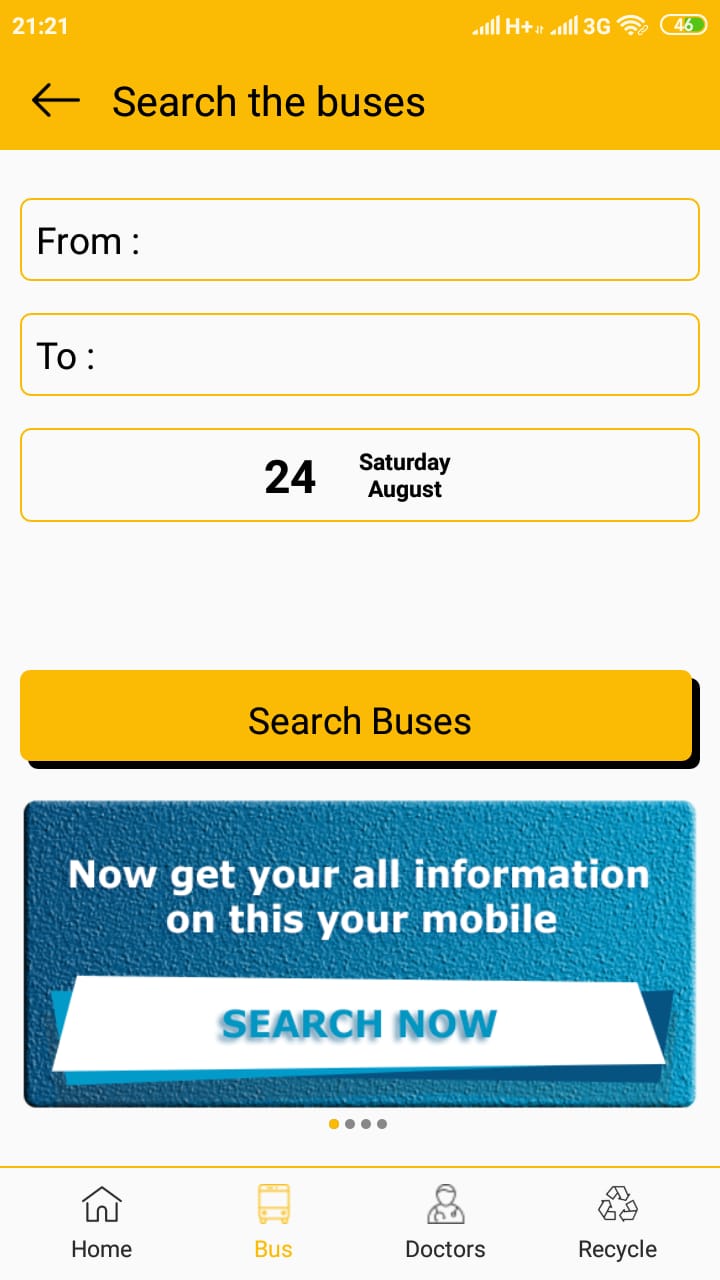 21:21 H+ 3G 46
Search the buses
From :
To :
24 Saturday
August
Search Buses
Now get your all information
on this your mobile
SEARCH NOW
Home Bus Doctors Recycle